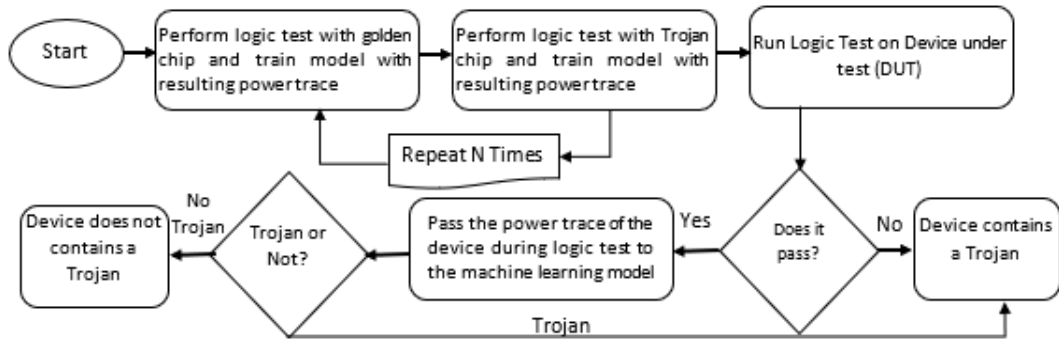 Start
Perform logic test with golden
chip and train model with
resulting power trace
Perform logic test with Trojan
chip and train model with
resulting power trace
Run Logic Test on Device under
test (DUT)
Repeat N Times
Device does not
contains a
Trojan
No
Trojan
Trojan or
Not?
Pass the power trace of the
device during logic test to
the machine learning model
Yes
Does it
pass?
No
Device contains
a Trojan
Trojan